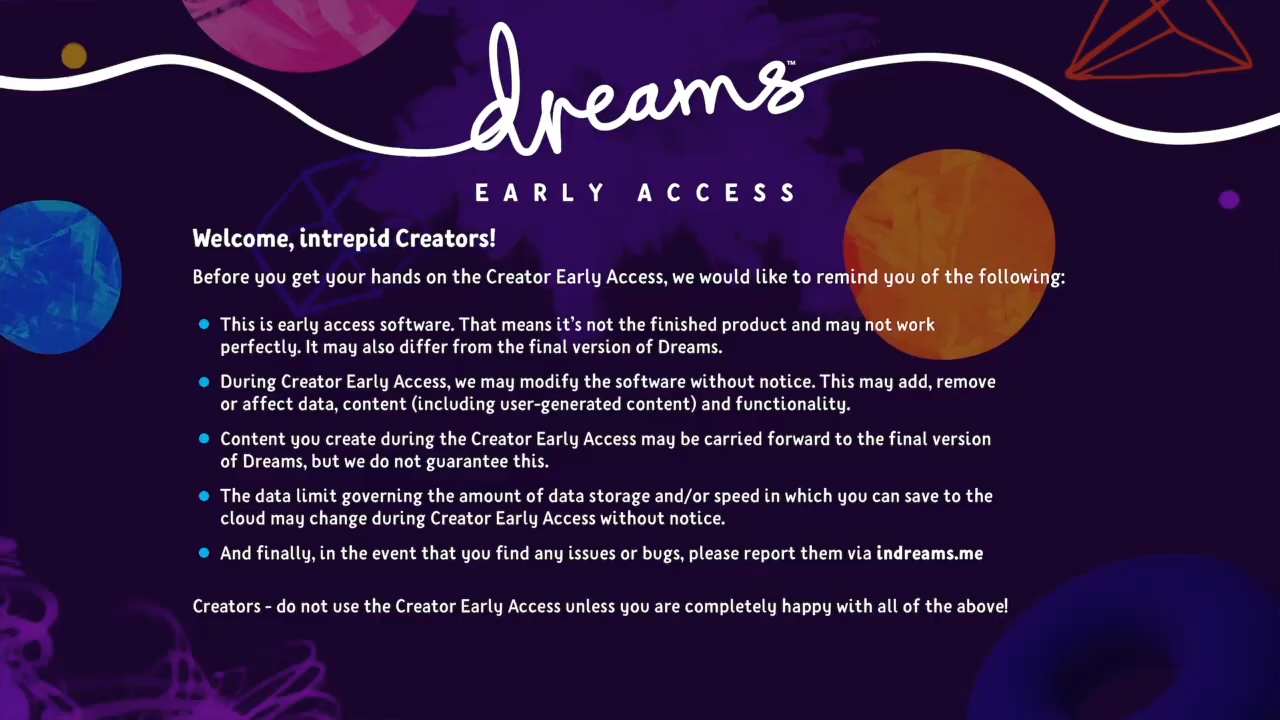 dreams™
EARLY ACCESS
Welcome, intrepid Creators!
Before you get your hands on the Creator Early Access, we would like to remind you of the following:
This is early access software. That means it's not the finished product and may not work
perfectly. It may also differ from the final version of Dreams.
During Creator Early Access, we may modify the software without notice. This may add, remove
or affect data, content (including user-generated content) and functionality.
Content you create during the Creator Early Access may be carried forward to the final version
of Dreams, but we do not guarantee this.
The data limit governing the amount of data storage and/or speed in which you can save to the
cloud may change during Creator Early Access without notice.
And finally, in the event that you find any issues or bugs, please report them via indreams.me
Creators - do not use the Creator Early Access unless you are completely happy with all of the above!